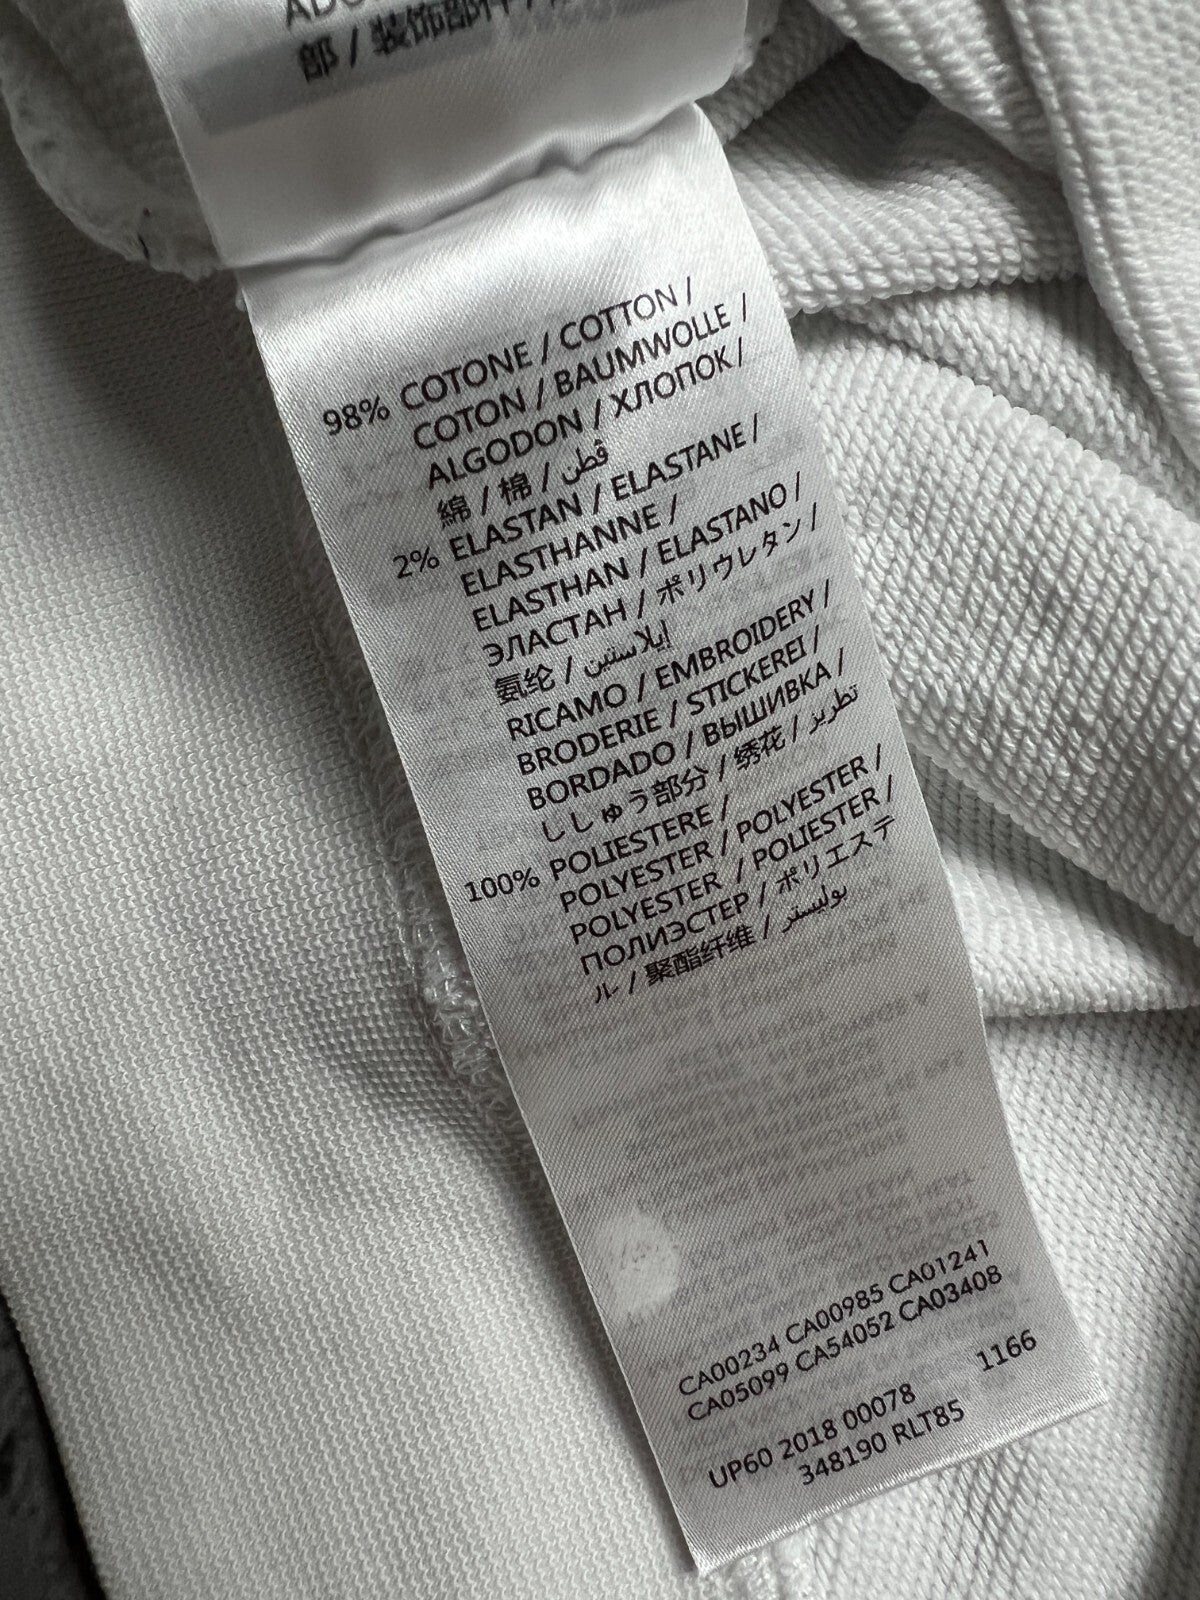 部 / 装饰部件 /
98% COTONE / COTTON /
COTON / BAUMWOLLE /
ALGODON / ХЛОПОК /
綿 / 棉 / قطن
2% ELASTAN / ELASTANE /
ELASTHANNE /
ELASTHAN / ELASTANO /
ЭЛАСТАН / ポリウレタン /
氨纶 / إيلاستين
RICAMO / EMBROIDERY /
BRODERIE / STICKEREI /
BORDADO / ВЫШИВКА /
ししゅう部分 / 绣花 / تطريز
100% POLIESTERE /
POLYESTER / POLYESTER /
POLYESTER / POLIESTER /
ПОЛИЭСТЕР / ポリエステ
ル / 聚酯纤维 / بوليستر
CA00234 CA00985 CA01241
CA05099 CA54052 CA03408
1166
UP60 2018 00078
348190 RLT85